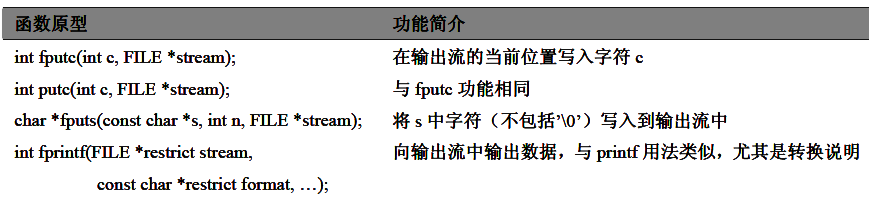 函数原型 功能简介
int fputc(int c, FILE *stream); 在输出流的当前位置写入字符 c
int putc(int c, FILE *stream); 与 fputc 功能相同
char *fputs(const char *s, int n, FILE *stream); 将 s 中字符（不包括’\0’）写入到输出流中
int fprintf(FILE *restrict stream, 向输出流中输出数据，与 printf 用法类似，尤其是转换说明
const char *restrict format, …);